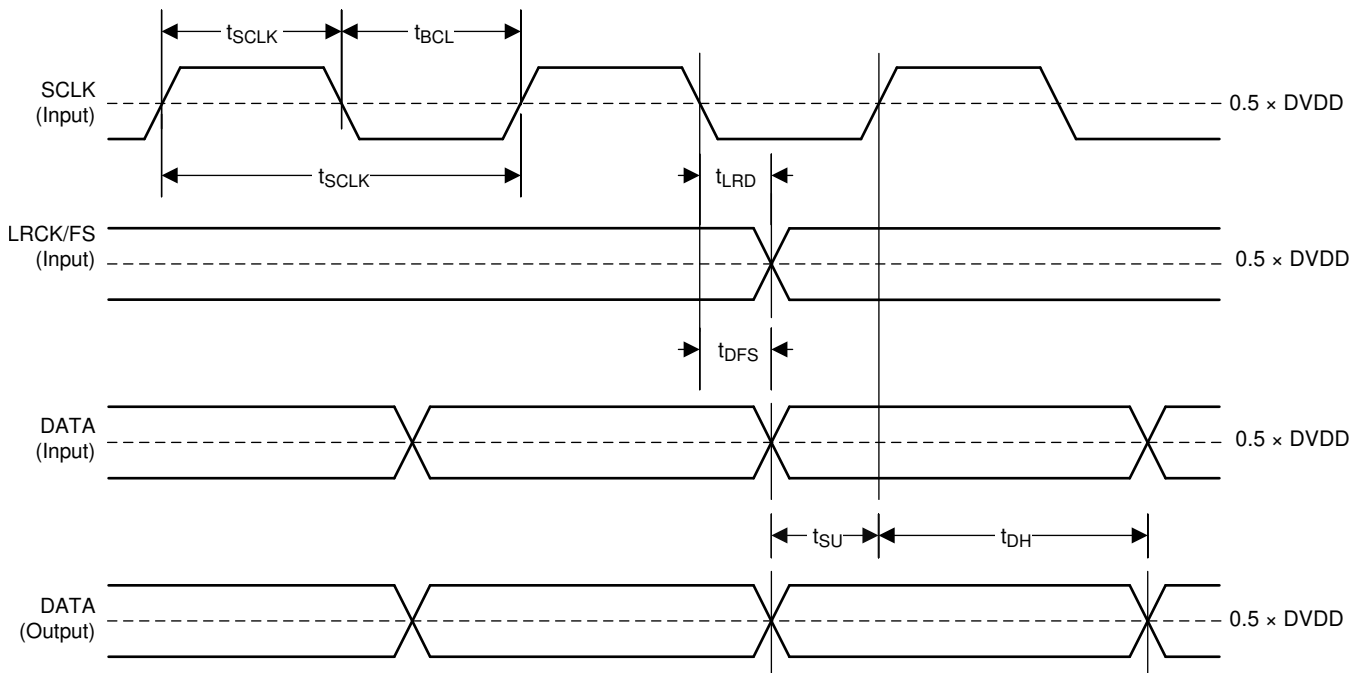 tSCLK
tBCL
SCLK
(Input)
0.5 × DVDD
tSCLK
tLRD
LRCK/FS
(Input)
0.5 × DVDD
tDFS
DATA
(Input)
0.5 × DVDD
tSU
tDH
DATA
(Output)
0.5 × DVDD